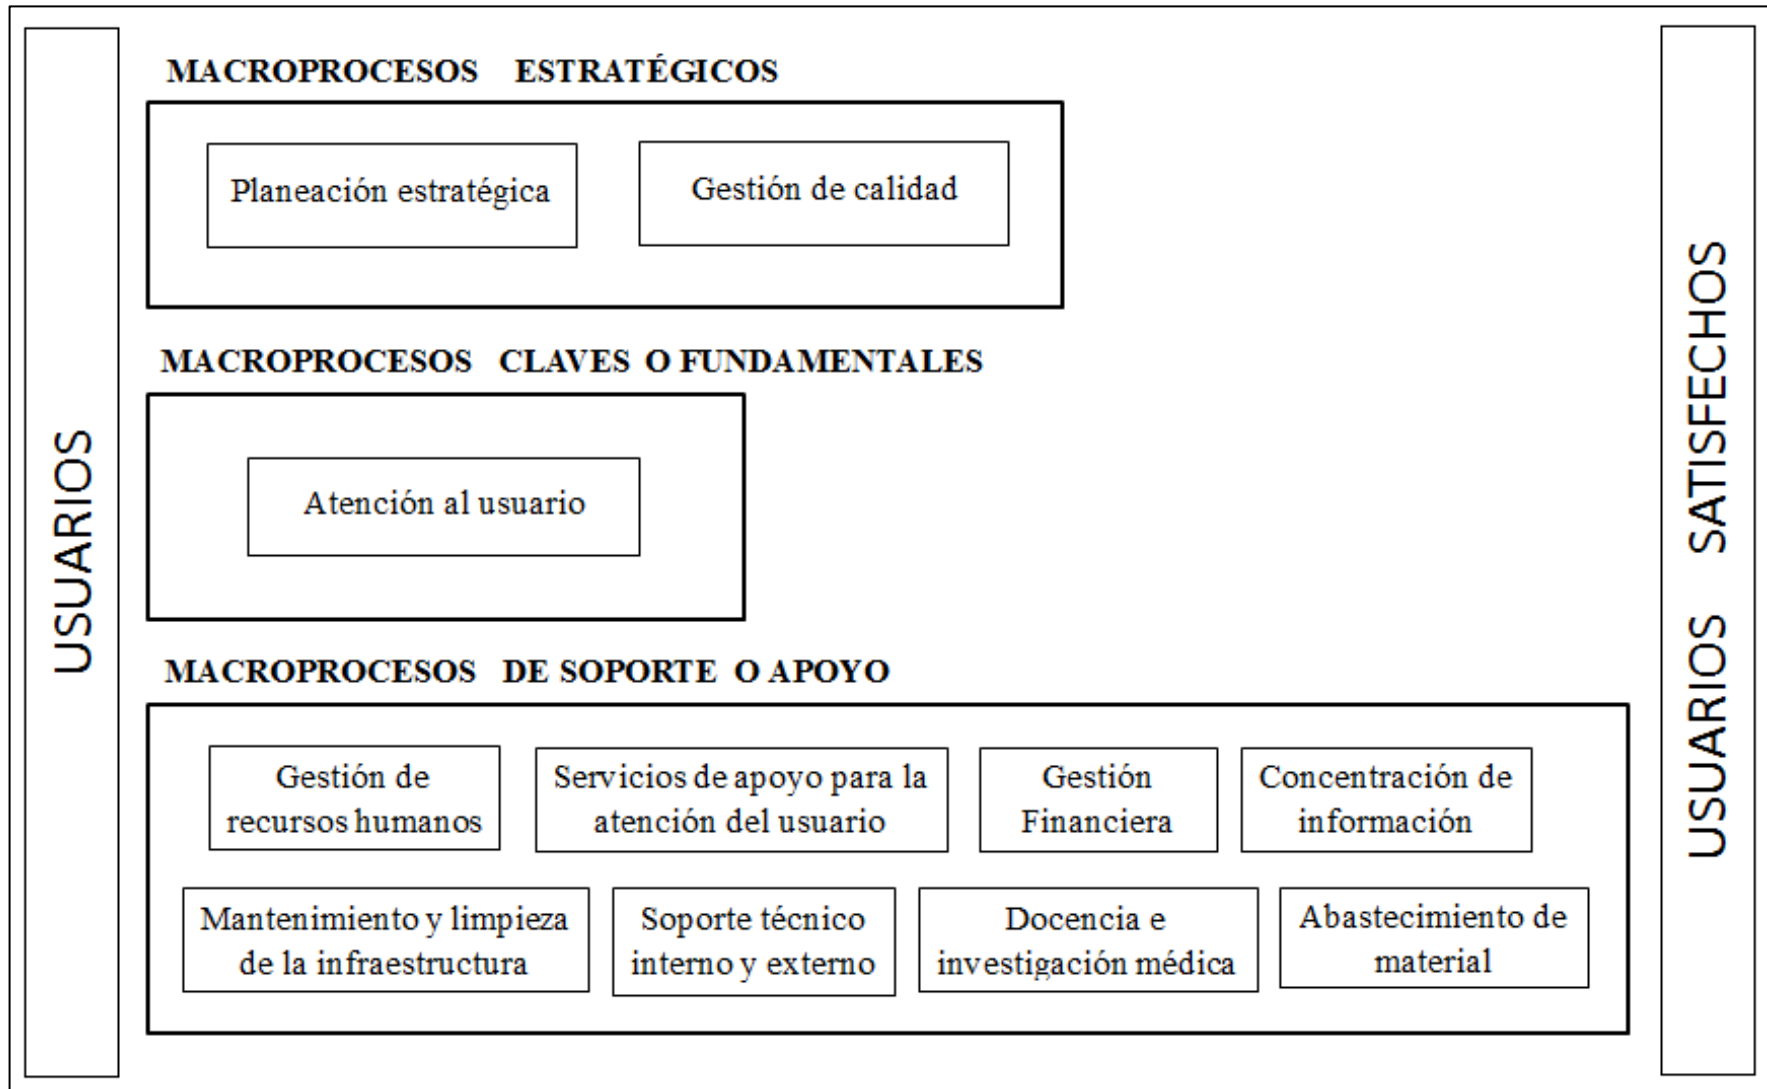 USUARIOS
MACROPROCESOS ESTRATÉGICOS
Planeación estratégica
Gestión de calidad
MACROPROCESOS CLAVES O FUNDAMENTALES
Atención al usuario
MACROPROCESOS DE SOPORTE O APOYO
Gestión de
recursos humanos
Servicios de apoyo para la
atención del usuario
Gestión
Financiera
Concentración de
información
Mantenimiento y limpieza
de la infraestructura
Soporte técnico
interno y externo
Docencia e
investigación médica
Abastecimiento de
material
USUARIOS SATISFECHOS